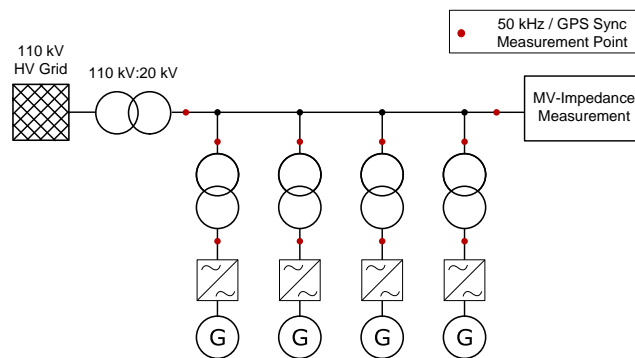 50 kHz / GPS Sync
Measurement Point
110 kV
HV Grid
110 kV:20 kV
MV-Impedance
Measurement
G
G
G
G